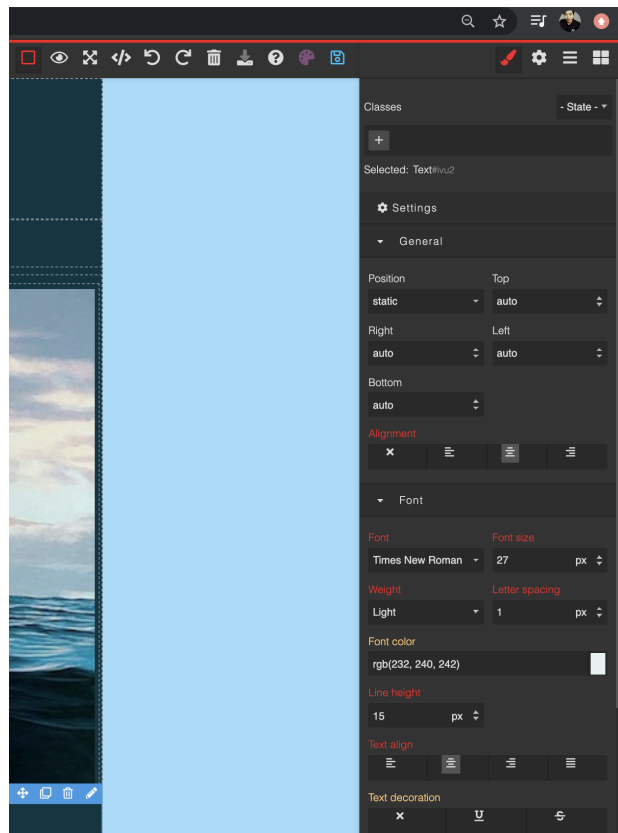 Classes
- State -
+
Selected: Text#ivu2
Settings
General
Position Top
static auto
Right Left
auto auto
Bottom
auto
Alignment
Font
Font Font size
Times New Roman 27 px
Weight Letter spacing
Light 1 px
Font color
rgb(232, 240, 242)
Line height
15 px
Text align
Text decoration